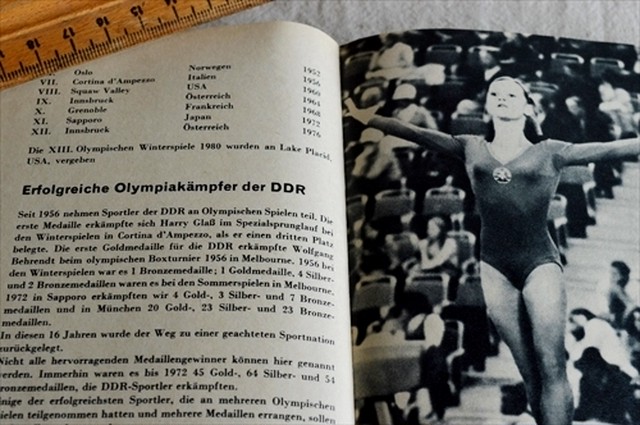 13 14 15 16 17
Oslo Norwegen 1952
VII. Cortina d'Ampezzo Italien 1956
VIII. Squaw Valley USA 1960
IX. Innsbruck Österreich 1964
X. Grenoble Frankreich 1968
XI. Sapporo Japan 1972
XII. Innsbruck Österreich 1976
Die XIII. Olympischen Winterspiele 1980 wurden an Lake Placid,
USA, vergeben
Erfolgreiche Olympiakämpfer der DDR
Seit 1956 nehmen Sportler der DDR an Olympischen Spielen teil. Die
erste Medaille erkämpfte sich Harry Glaß im Spezialsprunglauf bei
den Winterspielen in Cortina d'Ampezzo, als er einen dritten Platz
belegte. Die erste Goldmedaille für die DDR erkämpfte Wolfgang
Behrendt beim olympischen Boxturnier 1956 in Melbourne. 1956 bei
den Winterspielen war es 1 Bronzemedaille; 1 Goldmedaille, 4 Silber-
und 2 Bronzemedaillen waren es bei den Sommerspielen in Melbourne.
1972 in Sapporo erkämpften wir 4 Gold-, 3 Silber- und 7 Bronze-
medaillen und in München 20 Gold-, 23 Silber- und 23 Bronze-
medaillen.
In diesen 16 Jahren wurde der Weg zu einer geachteten Sportnation
zurückgelegt.
Nicht alle hervorragenden Medaillengewinner können hier genannt
werden. Immerhin waren es bis 1972 45 Gold-, 64 Silber- und 54
Bronzemedaillen, die DDR-Sportler erkämpften.
inige der erfolgreichsten Sportler, die an mehreren Olympischen
pielen teilgenommen hatten und mehrere Medaillen errangen, sollen